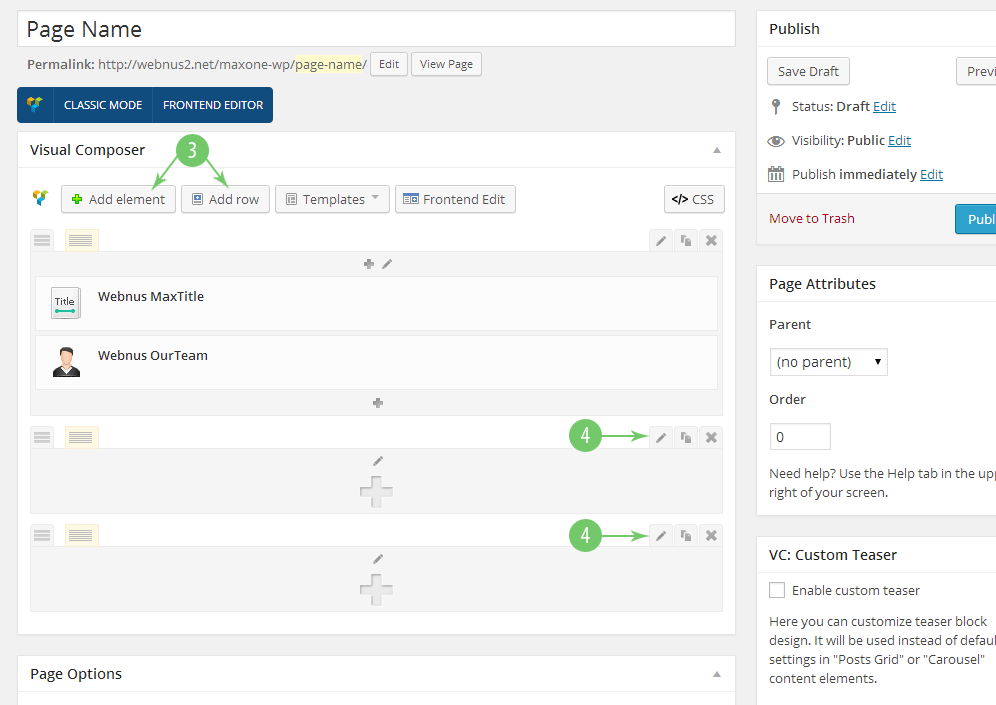 Page Name
Permalink: http://webnus2.net/maxone-wp/page-name/ Edit View Page
CLASSIC MODE FRONTEND EDITOR
Visual Composer
3
Add element Add row Templates Frontend Edit </> CSS
Title Webnus MaxTitle
Webnus OurTeam
4
4
Page Options
Publish
Save Draft Previ
Status: Draft Edit
Visibility: Public Edit
Publish immediately Edit
Move to Trash Publ
Page Attributes
Parent
(no parent)
Order
0
Need help? Use the Help tab in the upp
right of your screen.
VC: Custom Teaser
Enable custom teaser
Here you can customize teaser block
design. It will be used instead of defaul
settings in "Posts Grid" or "Carousel"
content elements.